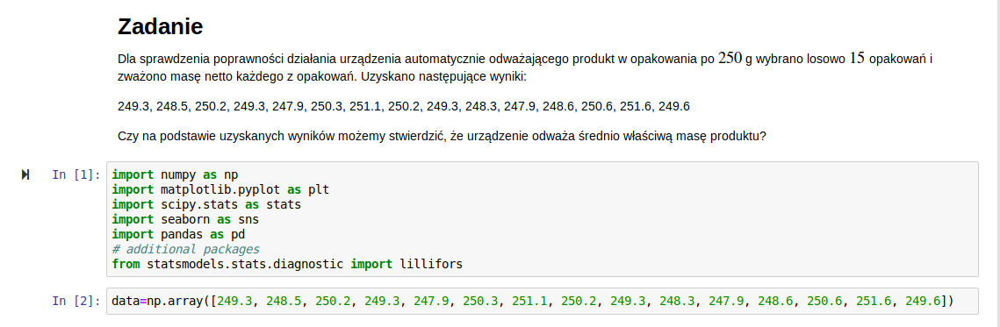 Zadanie
Dla sprawdzenia poprawności działania urządzenia automatycznie odważającego produkt w opakowania po 250 g wybrano losowo 15 opakowań i
zważono masę netto każdego z opakowań. Uzyskano następujące wyniki:
249.3, 248.5, 250.2, 249.3, 247.9, 250.3, 251.1, 250.2, 249.3, 248.3, 247.9, 248.6, 250.6, 251.6, 249.6
Czy na podstawie uzyskanych wyników możemy stwierdzić, że urządzenie odważa średnio właściwą masę produktu?
In [1]: import numpy as np
import matplotlib.pyplot as plt
import scipy.stats as stats
import seaborn as sns
import pandas as pd
# additional packages
from statsmodels.stats.diagnostic import lillifors
In [2]: data=np.array([249.3, 248.5, 250.2, 249.3, 247.9, 250.3, 251.1, 250.2, 249.3, 248.3, 247.9, 248.6, 250.6, 251.6, 249.6])